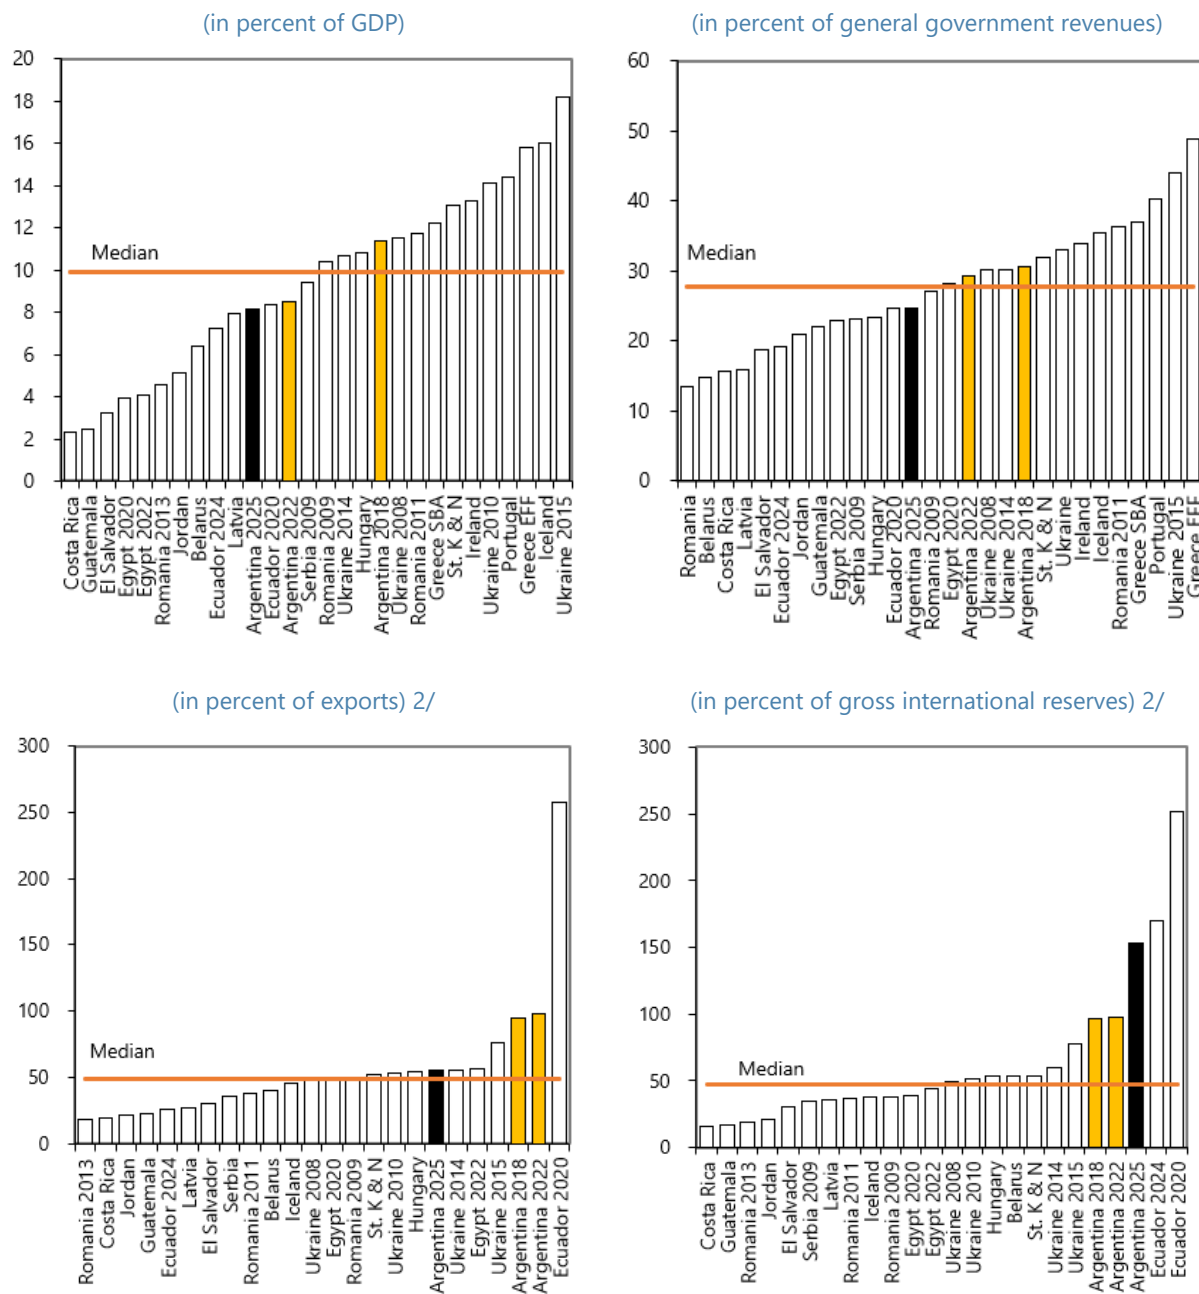 (in percent of GDP)
20
18
16
14
12
10
8
6
4
2
0
Median
Costa Rica
Guatemala
El Salvador
Egypt 2020
Egypt 2022
Romania 2013
Jordan
Belarus
Ecuador 2024
Latvia
Argentina 2025
Ecuador 2020
Argentina 2022
Serbia 2009
Romania 2009
Ukraine 2014
Hungary
Argentina 2018
Ukraine 2008
Romania 2011
Greece SBA
St. K & N
Ireland
Ukraine 2010
Portugal
Greece EFF
Iceland
Ukraine 2015
(in percent of general government revenues)
60
50
40
30
20
10
0
Median
Romania
Belarus
Costa Rica
Latvia
El Salvador
Ecuador 2024
Jordan
Guatemala
Egypt 2022
Serbia 2009
Hungary
Ecuador 2020
Argentina 2025
Romania 2009
Egypt 2020
Argentina 2022
Ukraine 2008
Ukraine 2014
Argentina 2018
St. K & N
Ukraine
Ireland
Iceland
Romania 2011
Greece SBA
Portugal
Ukraine 2015
Greece EFF
(in percent of exports) 2/
300
250
200
150
100
50
0
Median
Romania 2013
Costa Rica
Jordan
Guatemala
Ecuador 2024
Latvia
El Salvador
Serbia
Romania 2011
Belarus
Iceland
Ukraine 2008
Egypt 2020
Romania 2009
St. K & N
Ukraine 2010
Hungary
Argentina 2025
Ukraine 2014
Egypt 2022
Ukraine 2015
Argentina 2018
Argentina 2022
Ecuador 2020
(in percent of gross international reserves) 2/
300
250
200
150
100
50
0
Median
Costa Rica
Guatemala
Romania 2013
Jordan
El Salvador
Serbia 2009
Latvia
Romania 2011
Iceland
Romania 2009
Egypt 2020
Egypt 2022
Ukraine 2008
Ukraine 2010
Hungary
Belarus
St. K & N
Ukraine 2014
Ukraine 2015
Argentina 2018
Argentina 2022
Argentina 2025
Ecuador 2024
Ecuador 2020